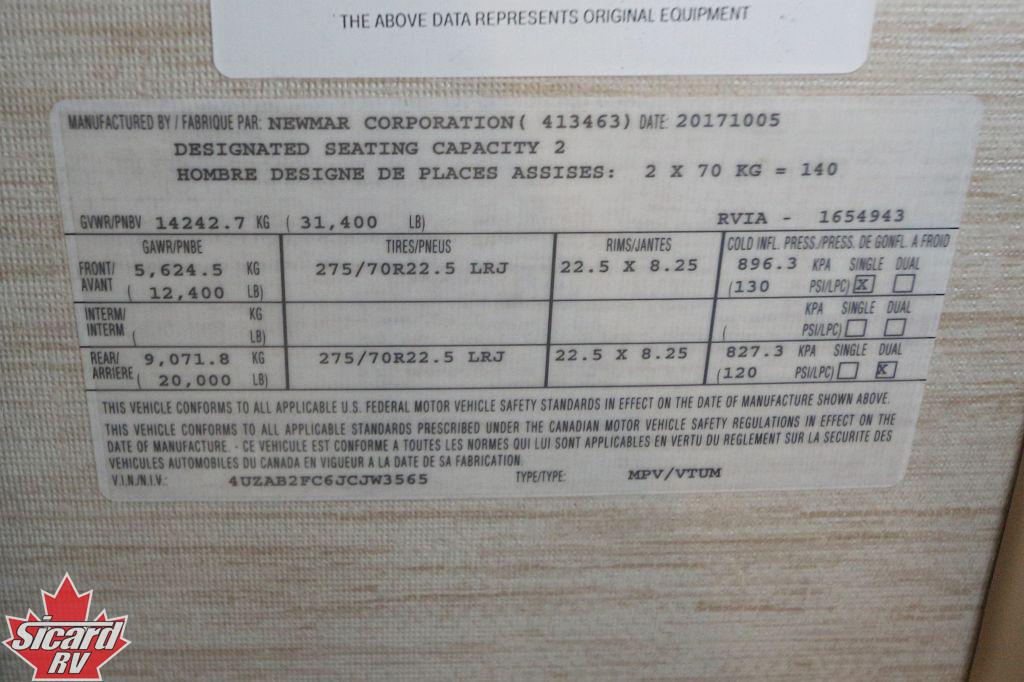 THE ABOVE DATA REPRESENTS ORIGINAL EQUIPMENT
MANUFACTURED BY / FABRIQUE PAR: NEWMAR CORPORATION( 413463) DATE: 20171005
DESIGNATED SEATING CAPACITY 2
HOMBRE DESIGNE DE PLACES ASSISES: 2 X 70 KG = 140
GVWR/PNBV 14242.7 KG ( 31,400 LB) RVIA - 1654943
GAWR/PNBE TIRES/PNEUS RIMS/JANTES COLD INFL. PRESS./PRESS. DE GONFL. A FROID
FRONT/ 5,624.5 KG 275/70R22.5 LRJ 22.5 X 8.25 896.3 KPA SINGLE DUAL
AVANT ( 12,400 LB) (130 PSI/LPC) X
INTERM/ KG KPA SINGLE DUAL
INTERM ( LB) ( PSI/LPC)
REAR/ 9,071.8 KG 275/70R22.5 LRJ 22.5 X 8.25 827.3 KPA SINGLE DUAL
ARRIERE ( 20,000 LB) (120 PSI/LPC) X
THIS VEHICLE CONFORMS TO ALL APPLICABLE U.S. FEDERAL MOTOR VEHICLE SAFETY STANDARDS IN EFFECT ON THE DATE OF MANUFACTURE SHOWN ABOVE.
THIS VEHICLE CONFORMS TO ALL APPLICABLE STANDARDS PRESCRIBED UNDER THE CANADIAN MOTOR VEHICLE SAFETY REGULATIONS IN EFFECT ON THE
DATE OF MANUFACTURE. - CE VEHICULE EST CONFORME A TOUTES LES NORMES QUI LUI SONT APPLICABLES EN VERTU DU REGLEMENT SUR LA SECURITE DES
VEHICULES AUTOMOBILES DU CANADA EN VIGUEUR A LA DATE DE SA FABRICATION.
V.I.N./N.I.V.: 4UZAB2FC6JCJW3565 TYPE/TYPE: MPV/VTUM
Sicard
RV